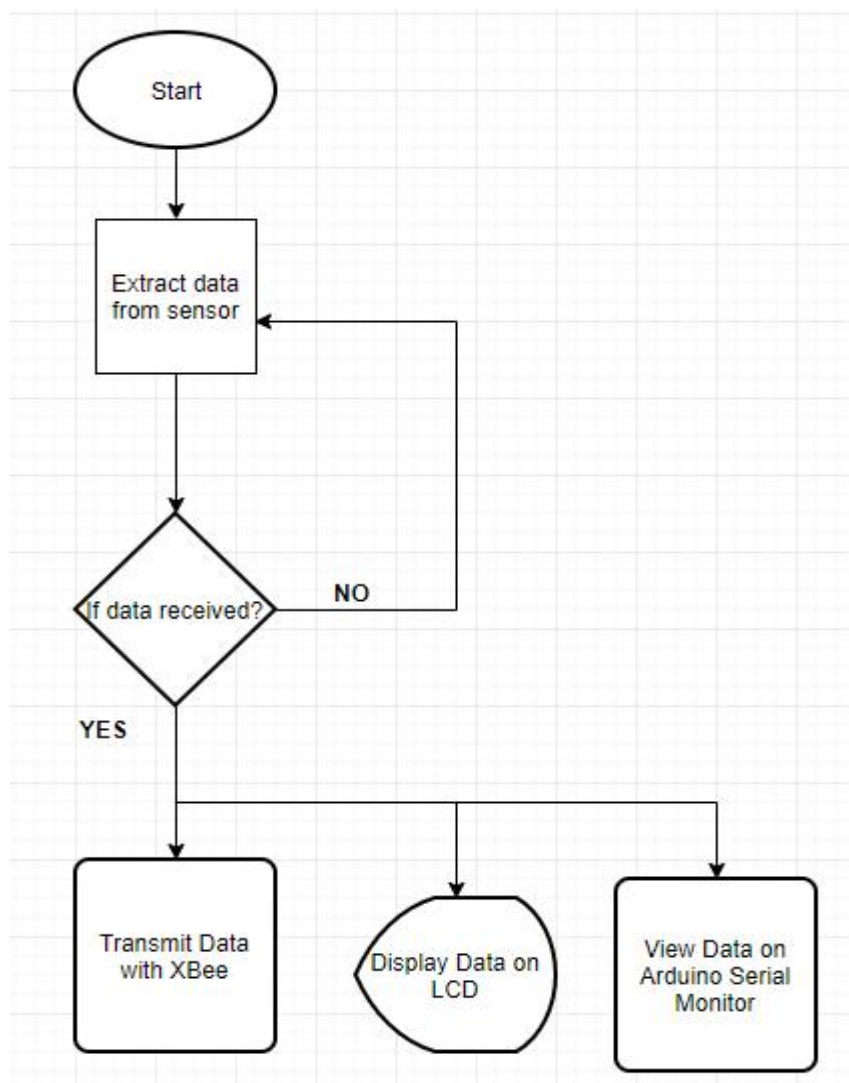 Start
Extract data
from sensor
If data received?
NO
YES
Transmit Data
with XBee
Display Data on
LCD
View Data on
Arduino Serial
Monitor